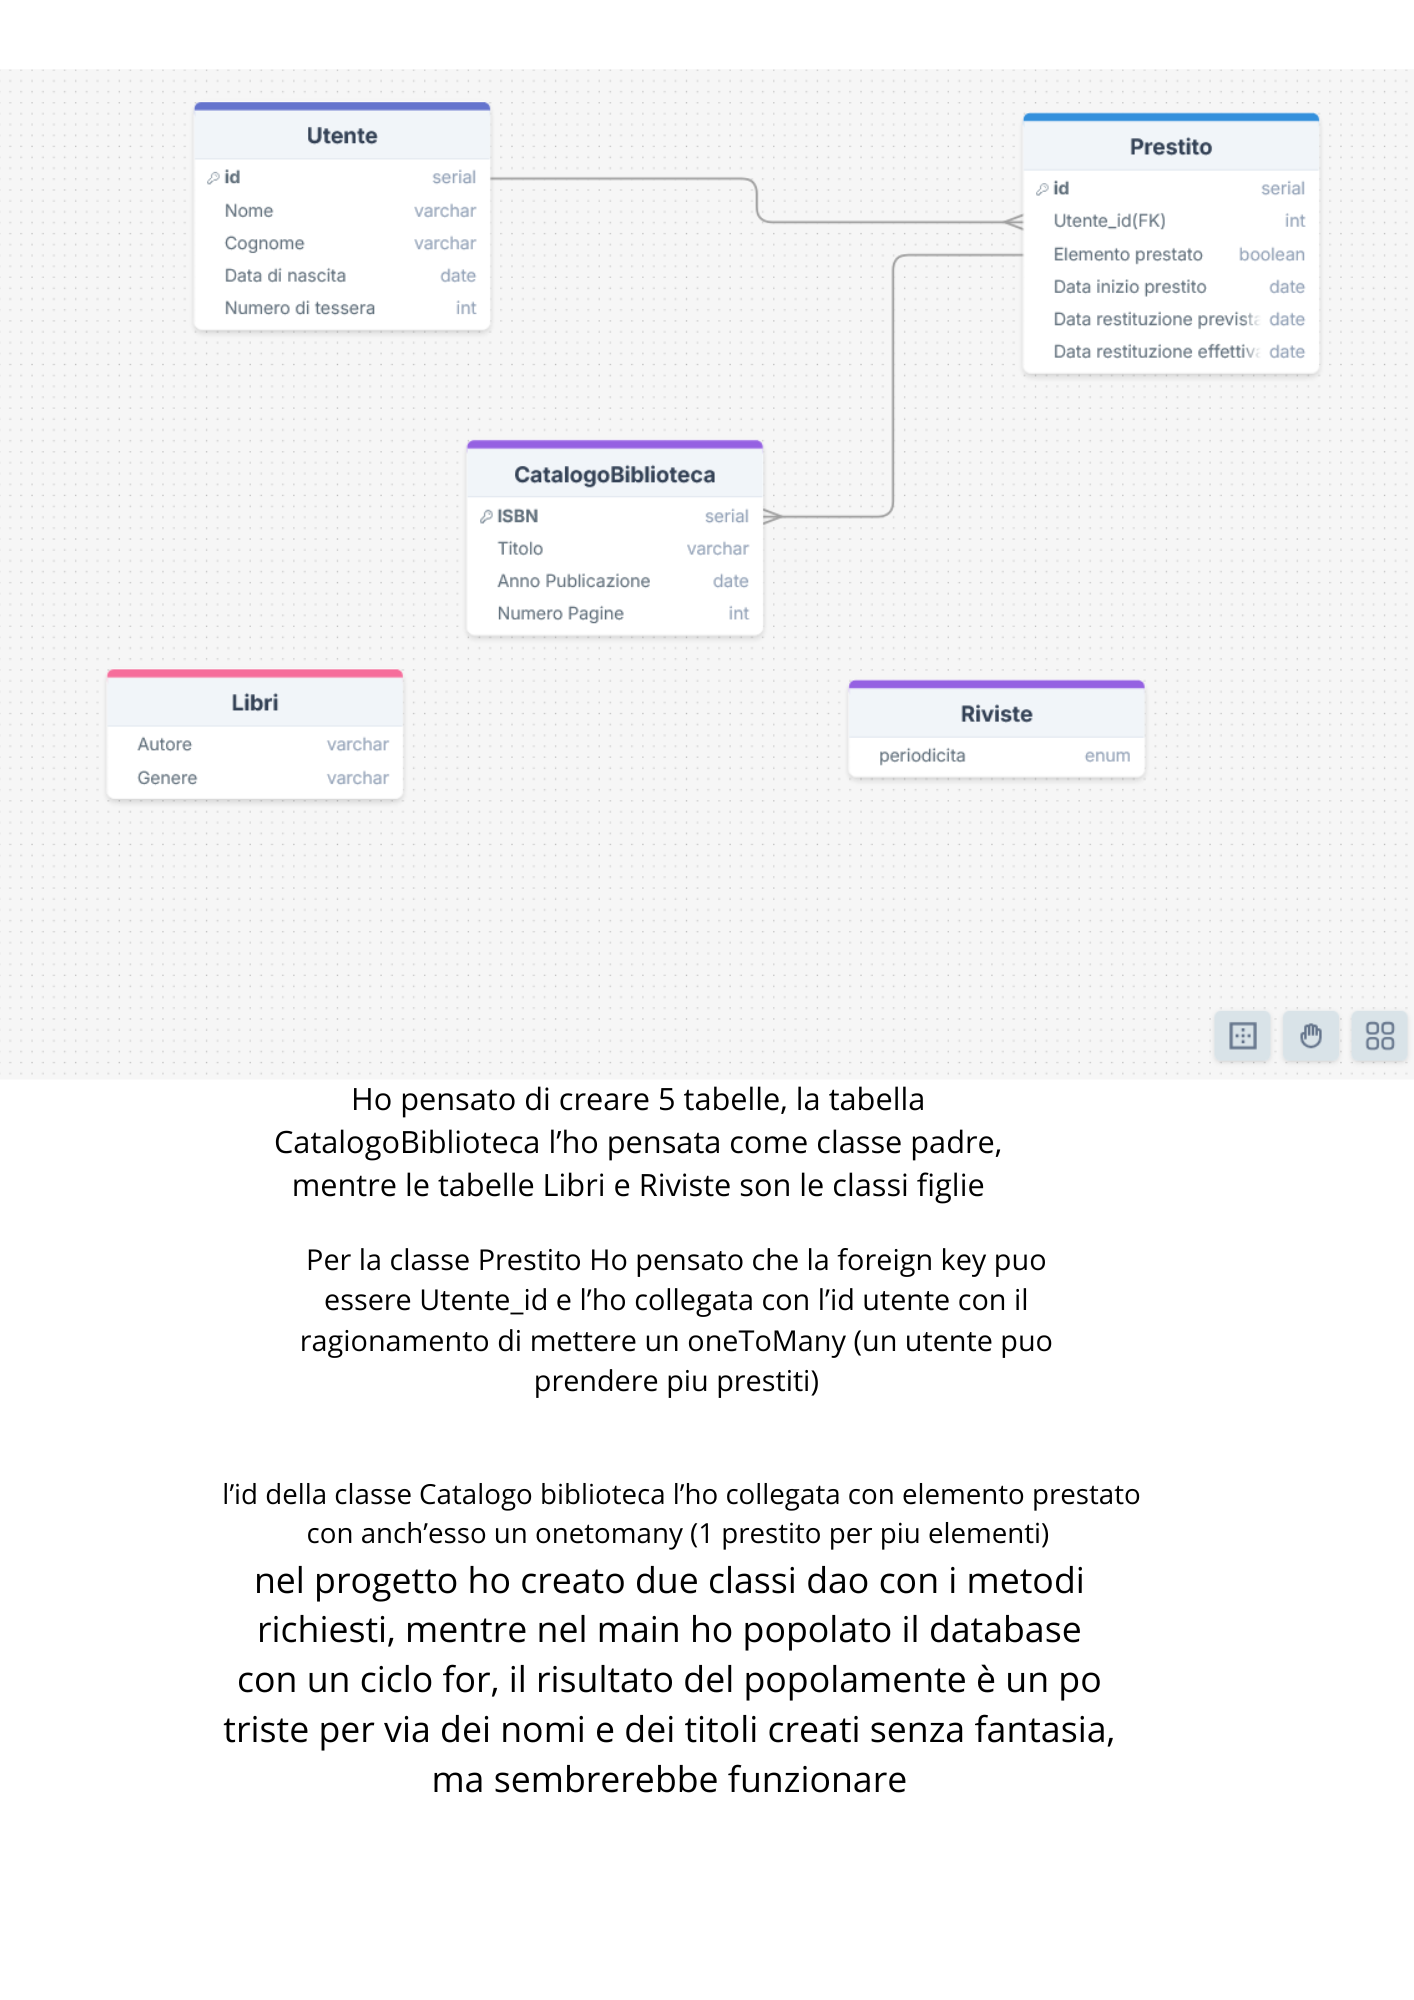 Utente
id serial
Nome varchar
Cognome varchar
Data di nascita date
Numero di tessera int
Prestito
id serial
Utente_id(FK) int
Elemento prestato boolean
Data inizio prestito date
Data restituzione prevista date
Data restituzione effettiva date
CatalogoBiblioteca
ISBN serial
Titolo varchar
Anno Publicazione date
Numero Pagine int
Libri
Autore varchar
Genere varchar
Riviste
periodicita enum
Ho pensato di creare 5 tabelle, la tabella
CatalogoBiblioteca l’ho pensata come classe padre,
mentre le tabelle Libri e Riviste son le classi figlie
Per la classe Prestito Ho pensato che la foreign key puo
essere Utente_id e l’ho collegata con l’id utente con il
ragionamento di mettere un oneToMany (un utente puo
prendere piu prestiti)
l’id della classe Catalogo biblioteca l’ho collegata con elemento prestato
con anch’esso un onetomany (1 prestito per piu elementi)
nel progetto ho creato due classi dao con i metodi
richiesti, mentre nel main ho popolato il database
con un ciclo for, il risultato del popolamente è un po
triste per via dei nomi e dei titoli creati senza fantasia,
ma sembrerebbe funzionare